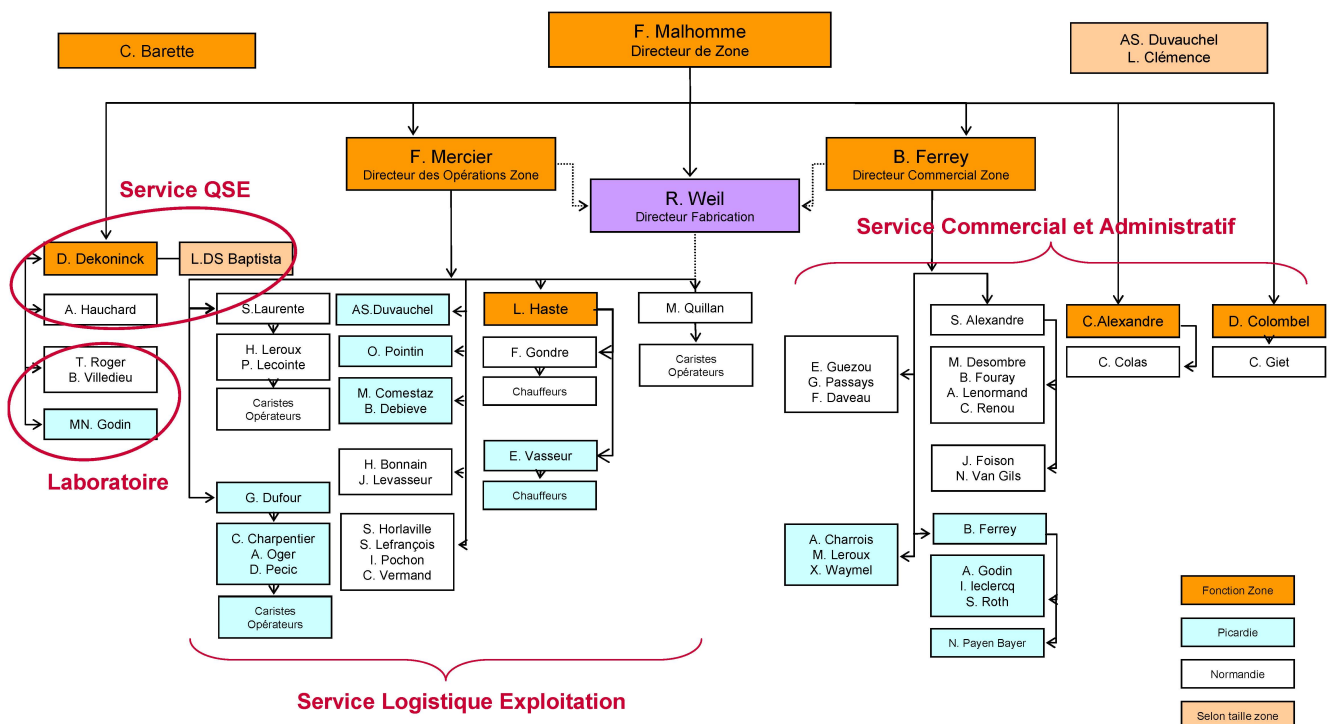 C. Barette
F. Malhomme
Directeur de Zone
AS. Duvauchel
L. Clémence
F. Mercier
Directeur des Opérations Zone
B. Ferrey
Directeur Commercial Zone
R. Weil
Directeur Fabrication
Service QSE
Service Commercial et Administratif
D. Dekoninck
L.DS Baptista
A. Hauchard
T. Roger
B. Villedieu
MN. Godin
Laboratoire
S.Laurente
H. Leroux
P. Lecointe
Caristes
Opérateurs
G. Dufour
C. Charpentier
A. Oger
D. Pecic
Caristes
Opérateurs
AS.Duvauchel
O. Pointin
M. Comestaz
B. Debieve
H. Bonnain
J. Levasseur
S. Horlaville
S. Lefrançois
I. Pochon
C. Vermand
L. Haste
F. Gondre
Chauffeurs
E. Vasseur
Chauffeurs
M. Quillan
Caristes
Opérateurs
E. Guezou
G. Passays
F. Daveau
A. Charrois
M. Leroux
X. Waymel
S. Alexandre
M. Desombre
B. Fouray
A. Lenormand
C. Renou
J. Foison
N. Van Gils
B. Ferrey
A. Godin
I. leclercq
S. Roth
N. Payen Bayer
C.Alexandre
C. Colas
D. Colombel
C. Giet
Service Logistique Exploitation
Fonction Zone
Picardie
Normandie
Selon taille zone